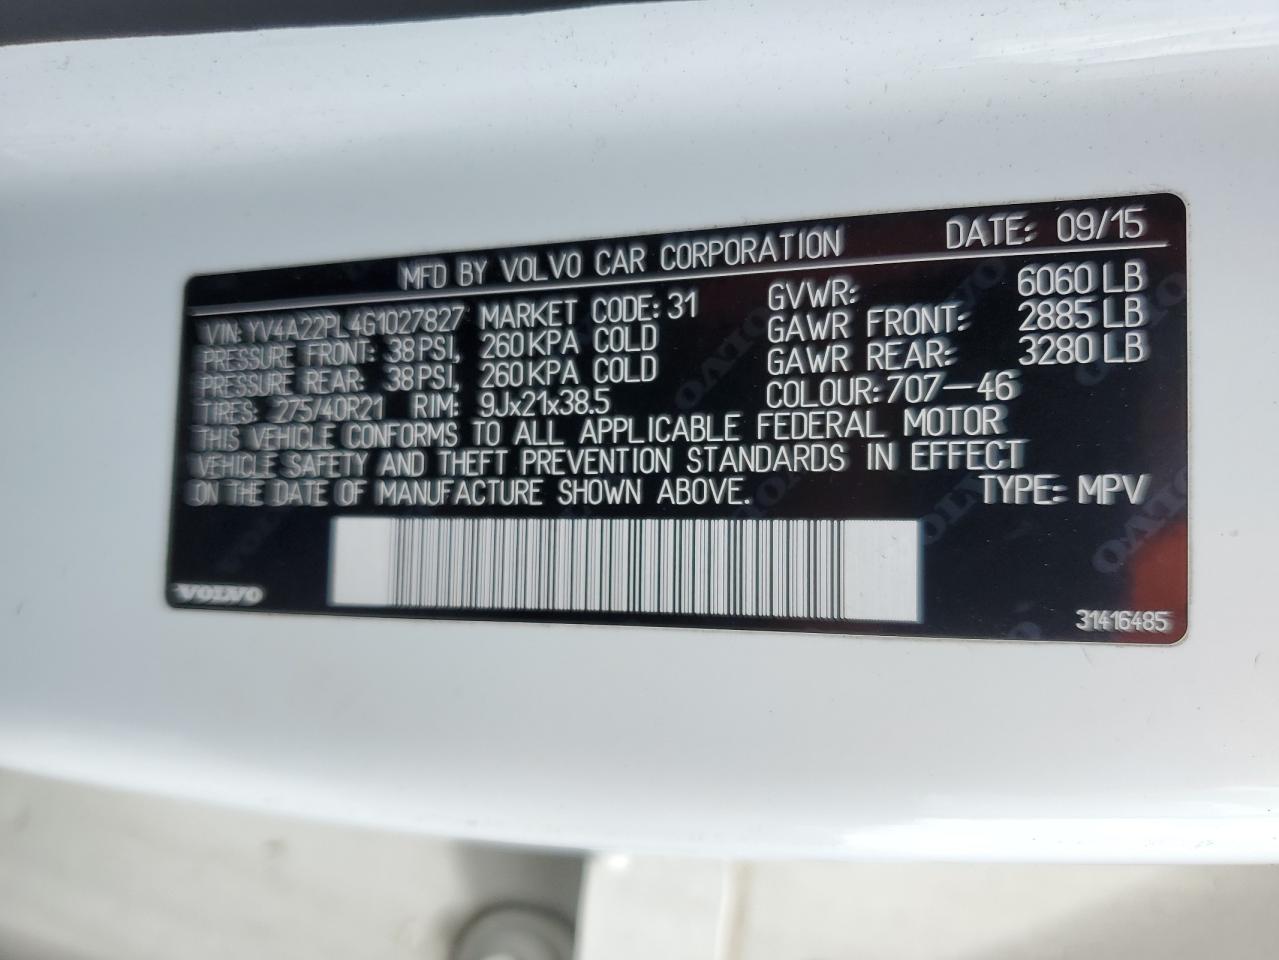 MFD BY VOLVO CAR CORPORATION DATE: 09/15
VIN: YV4A22PL4G1027827 MARKET CODE: 31 GVWR: 6060 LB
PRESSURE FRONT: 38 PSI, 260 KPA COLD GAWR FRONT: 2885 LB
PRESSURE REAR: 38 PSI, 260 KPA COLD GAWR REAR: 3280 LB
TIRES: 275/40R21 RIM: 9Jx21x38.5 COLOUR: 707-46
THIS VEHICLE CONFORMS TO ALL APPLICABLE FEDERAL MOTOR
VEHICLE SAFETY AND THEFT PREVENTION STANDARDS IN EFFECT
ON THE DATE OF MANUFACTURE SHOWN ABOVE. TYPE: MPV
VOLVO
31416485